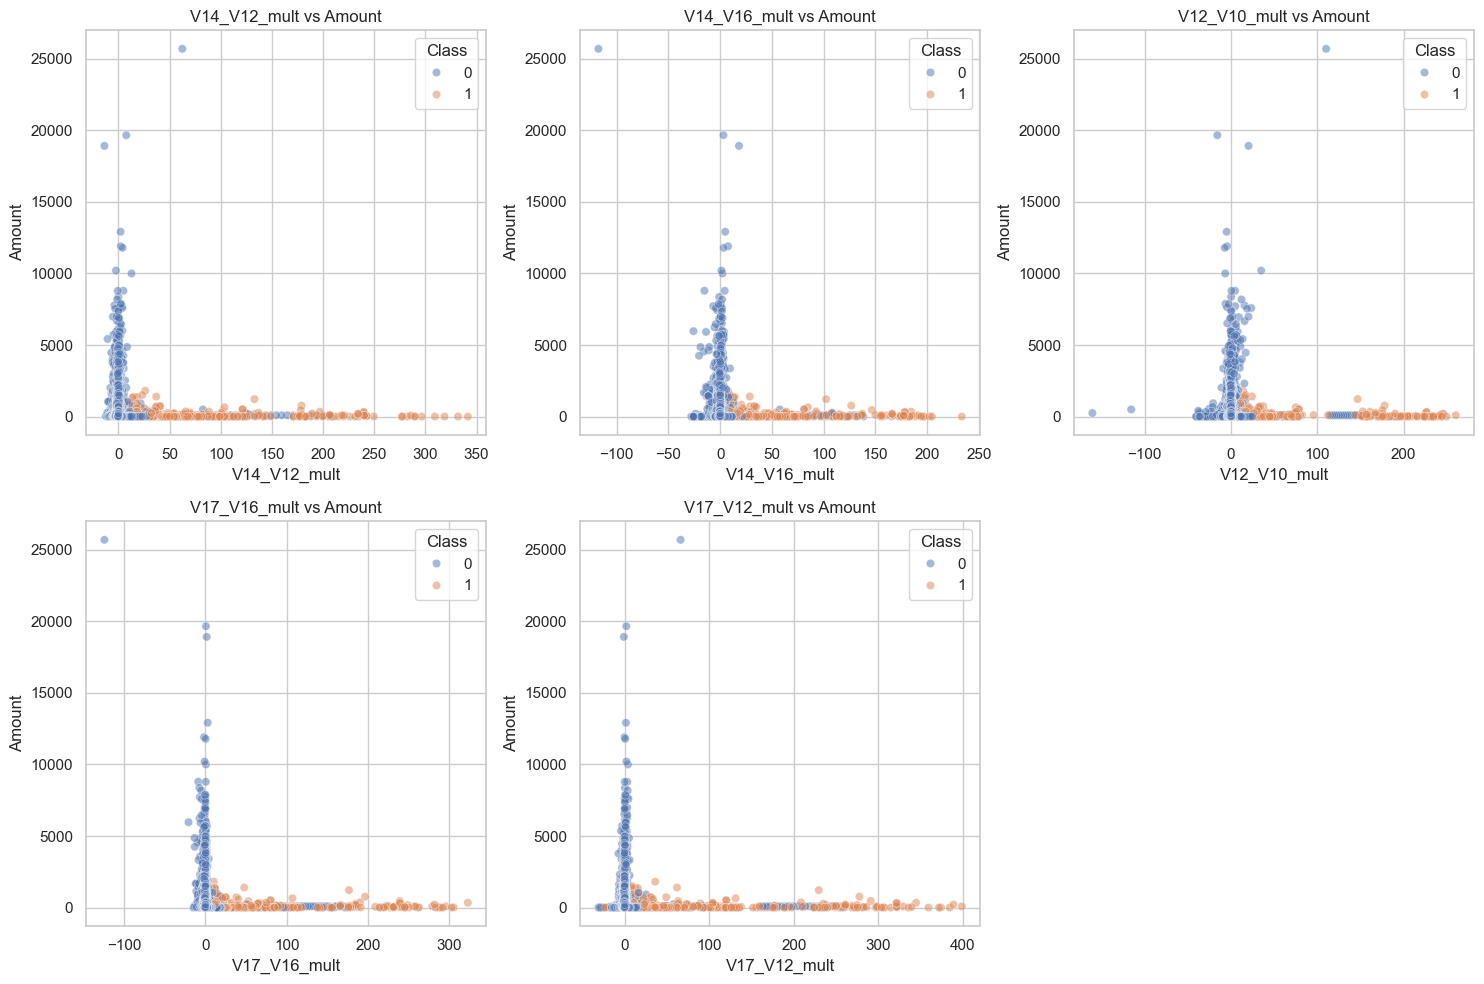 V14_V12_mult vs Amount
Class
0
1
25000
20000
15000
10000
5000
0
Amount
0 50 100 150 200 250 300 350
V14_V12_mult
V14_V16_mult vs Amount
Class
0
1
25000
20000
15000
10000
5000
0
Amount
−100 −50 0 50 100 150 200 250
V14_V16_mult
V12_V10_mult vs Amount
Class
0
1
25000
20000
15000
10000
5000
0
Amount
−100 0 100 200
V12_V10_mult
V17_V16_mult vs Amount
Class
0
1
25000
20000
15000
10000
5000
0
Amount
−100 0 100 200 300
V17_V16_mult
V17_V12_mult vs Amount
Class
0
1
25000
20000
15000
10000
5000
0
Amount
0 100 200 300 400
V17_V12_mult